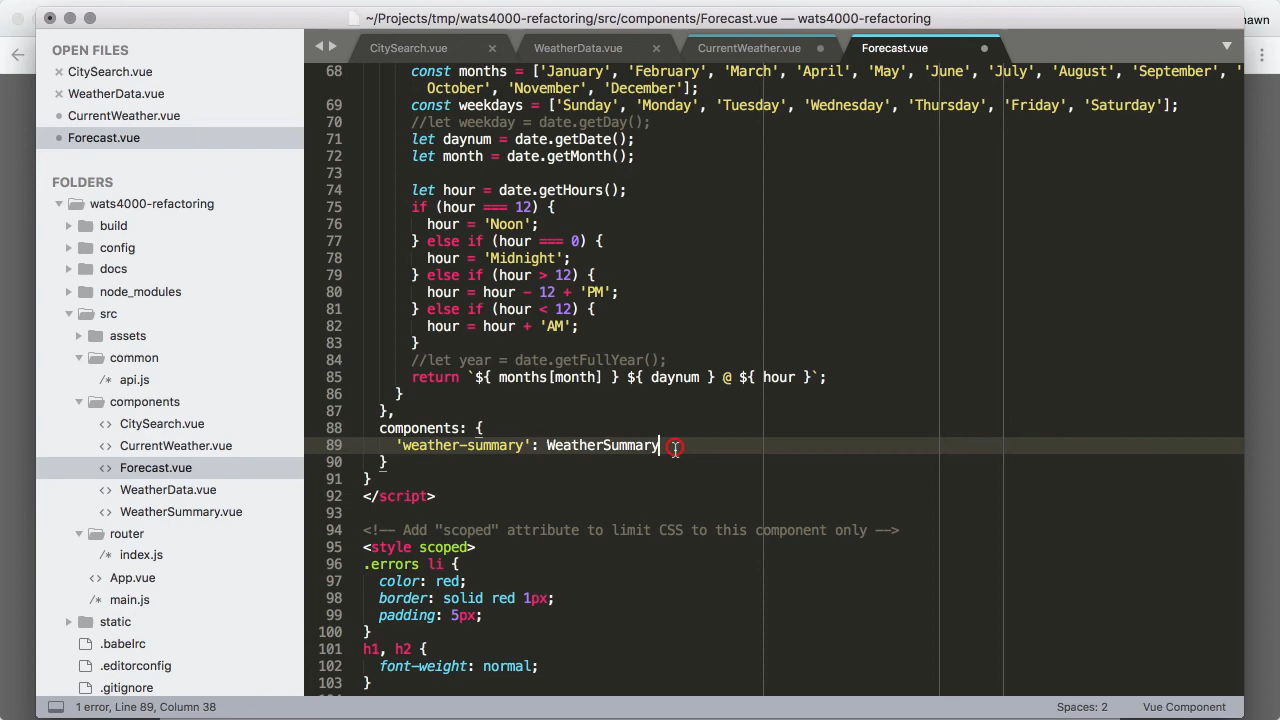 ~/Projects/tmp/wats4000-refactoring/src/components/Forecast.vue — wats4000-refactoring
awn
OPEN FILES
CitySearch.vue
WeatherData.vue
CurrentWeather.vue
Forecast.vue
FOLDERS
wats4000-refactoring
build
config
docs
node_modules
src
assets
common
api.js
components
CitySearch.vue
CurrentWeather.vue
Forecast.vue
WeatherData.vue
WeatherSummary.vue
router
index.js
App.vue
main.js
static
.babelrc
.editorconfig
.gitignore
CitySearch.vue
WeatherData.vue
CurrentWeather.vue
Forecast.vue
68 const months = ['January', 'February', 'March', 'April', 'May', 'June', 'July', 'August', 'September', '
October', 'November', 'December'];
69 const weekdays = ['Sunday', 'Monday', 'Tuesday', 'Wednesday', 'Thursday', 'Friday', 'Saturday'];
70 //let weekday = date.getDay();
71 let daynum = date.getDate();
72 let month = date.getMonth();
73
74 let hour = date.getHours();
75 if (hour === 12) {
76 hour = 'Noon';
77 } else if (hour === 0) {
78 hour = 'Midnight';
79 } else if (hour > 12) {
80 hour = hour - 12 + 'PM';
81 } else if (hour < 12) {
82 hour = hour + 'AM';
83 }
84 //let year = date.getFullYear();
85 return `${ months[month] } ${ daynum } @ ${ hour }`;
86 }
87 },
88 components: {
89 'weather-summary': WeatherSummary
90 }
91 }
92 </script>
93
94 <!-- Add "scoped" attribute to limit CSS to this component only -->
95 <style scoped>
96 .errors li {
97 color: red;
98 border: solid red 1px;
99 padding: 5px;
100 }
101 h1, h2 {
102 font-weight: normal;
103 }
1 error, Line 89, Column 38
Spaces: 2
Vue Component